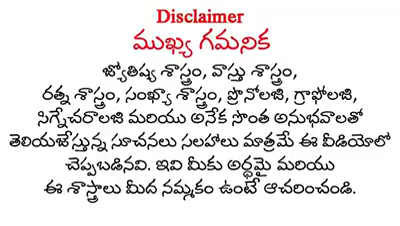 Disclaimer
ముఖ్య గమనిక
జ్యోతిష్య శాస్త్రం, వాస్తు శాస్త్రం,
రత్న శాస్త్రం, సంఖ్యా శాస్త్రం, ప్రొనోలజి, గ్రాఫోలజి,
సిగ్నేచరాలజి మరియు అనేక సొంత అనుభవాలతో
తెలియజేస్తున్న సూచనలు సలహాలు మాత్రమే ఈ వీడియోలో
చెప్పబడినవి. ఇవి మీకు అర్ధమై మరియు
ఈ శాస్త్రాలు మీద నమ్మకం ఉంటే ఆచరించండి.